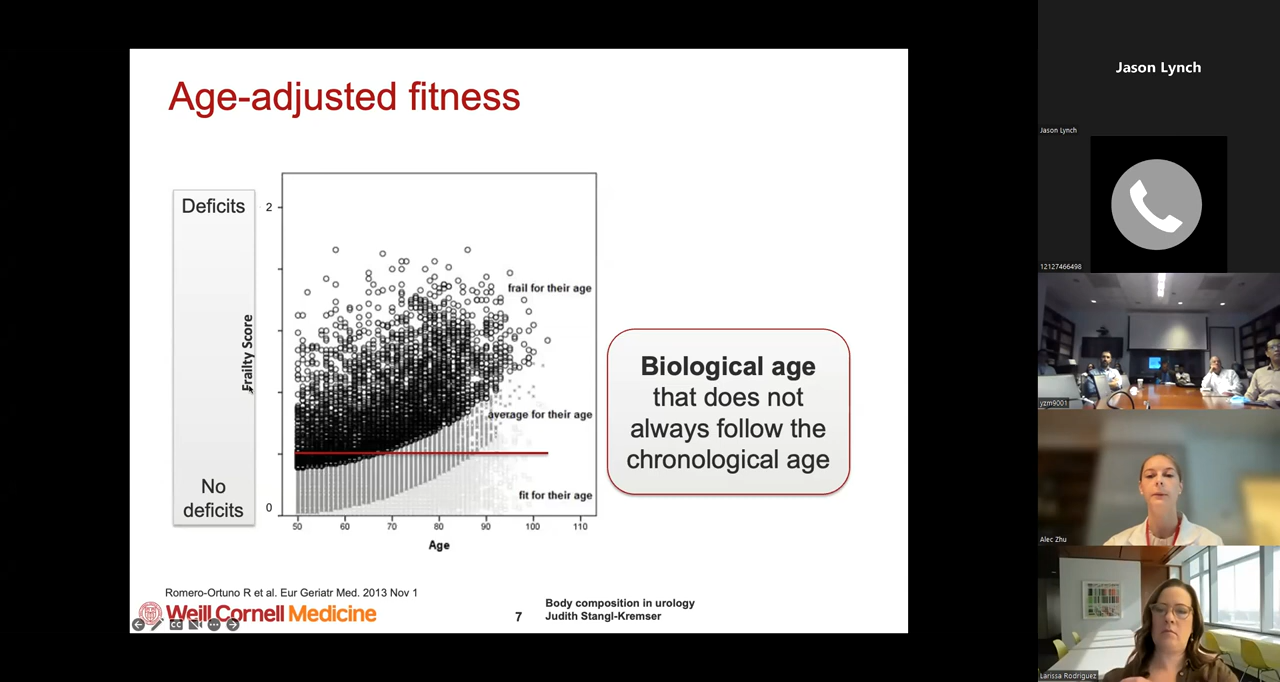 Age-adjusted fitness
Deficits
No
deficits
Frailty Score
2
0
frail for their age
average for their age
fit for their age
50 60 70 80 90 100 110
Age
Biological age
that does not
always follow the
chronological age
Romero-Ortuno R et al. Eur Geriatr Med. 2013 Nov 1
Weill Cornell Medicine
7
Body composition in urology
Judith Stangl-Kremser
CC
Jason Lynch
Jason Lynch
12127466498
yzm9001
Alec Zhu
Larissa Rodriguez